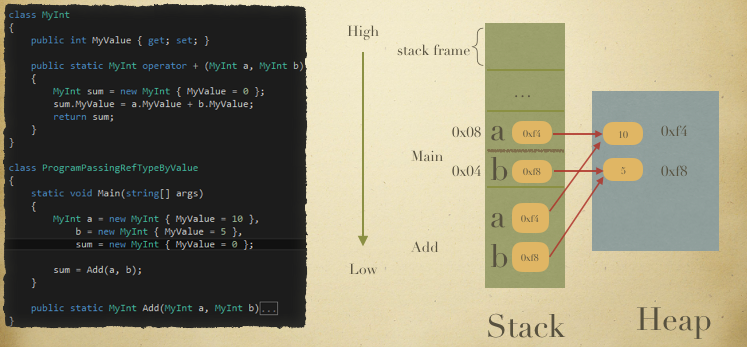 class MyInt
{
public int MyValue { get; set; }
public static MyInt operator + (MyInt a, MyInt b)
{
MyInt sum = new MyInt { MyValue = 0 };
sum.MyValue = a.MyValue + b.MyValue;
return sum;
}
}
class ProgramPassingRefTypeByValue
{
static void Main(string[] args)
{
MyInt a = new MyInt { MyValue = 10 },
b = new MyInt { MyValue = 5 },
sum = new MyInt { MyValue = 0 };
sum = Add(a, b);
}
public static MyInt Add(MyInt a, MyInt b)...
}
High
Low
stack frame
...
0x08 a 0xf4
Main
0x04 b 0xf8
a 0xf4
Add
b 0xf8
10 0xf4
5 0xf8
Stack
Heap